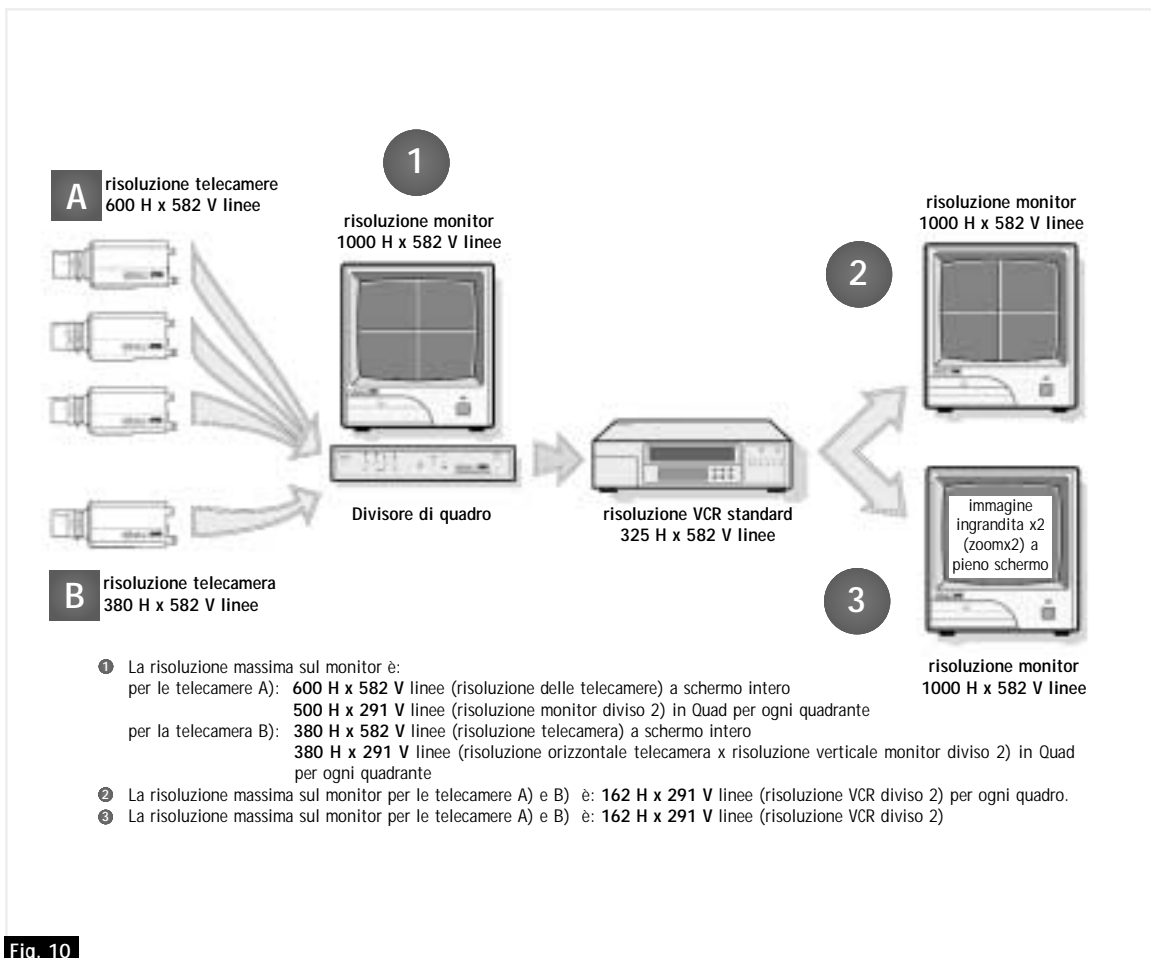 1
A
risoluzione telecamere
600 H x 582 V linee
risoluzione monitor
1000 H x 582 V linee
risoluzione monitor
1000 H x 582 V linee
2
Divisore di quadro
risoluzione VCR standard
325 H x 582 V linee
immagine
ingrandita x2
(zoomx2) a
pieno schermo
B
risoluzione telecamera
380 H x 582 V linee
3
risoluzione monitor
1000 H x 582 V linee
1 La risoluzione massima sul monitor è:
per le telecamere A): 600 H x 582 V linee (risoluzione delle telecamere) a schermo intero
500 H x 291 V linee (risoluzione monitor diviso 2) in Quad per ogni quadrante
per la telecamera B): 380 H x 582 V linee (risoluzione telecamera) a schermo intero
380 H x 291 V linee (risoluzione orizzontale telecamera x risoluzione verticale monitor diviso 2) in Quad
per ogni quadrante
2 La risoluzione massima sul monitor per le telecamere A) e B) è: 162 H x 291 V linee (risoluzione VCR diviso 2) per ogni quadro.
3 La risoluzione massima sul monitor per le telecamere A) e B) è: 162 H x 291 V linee (risoluzione VCR diviso 2)
Fig. 10